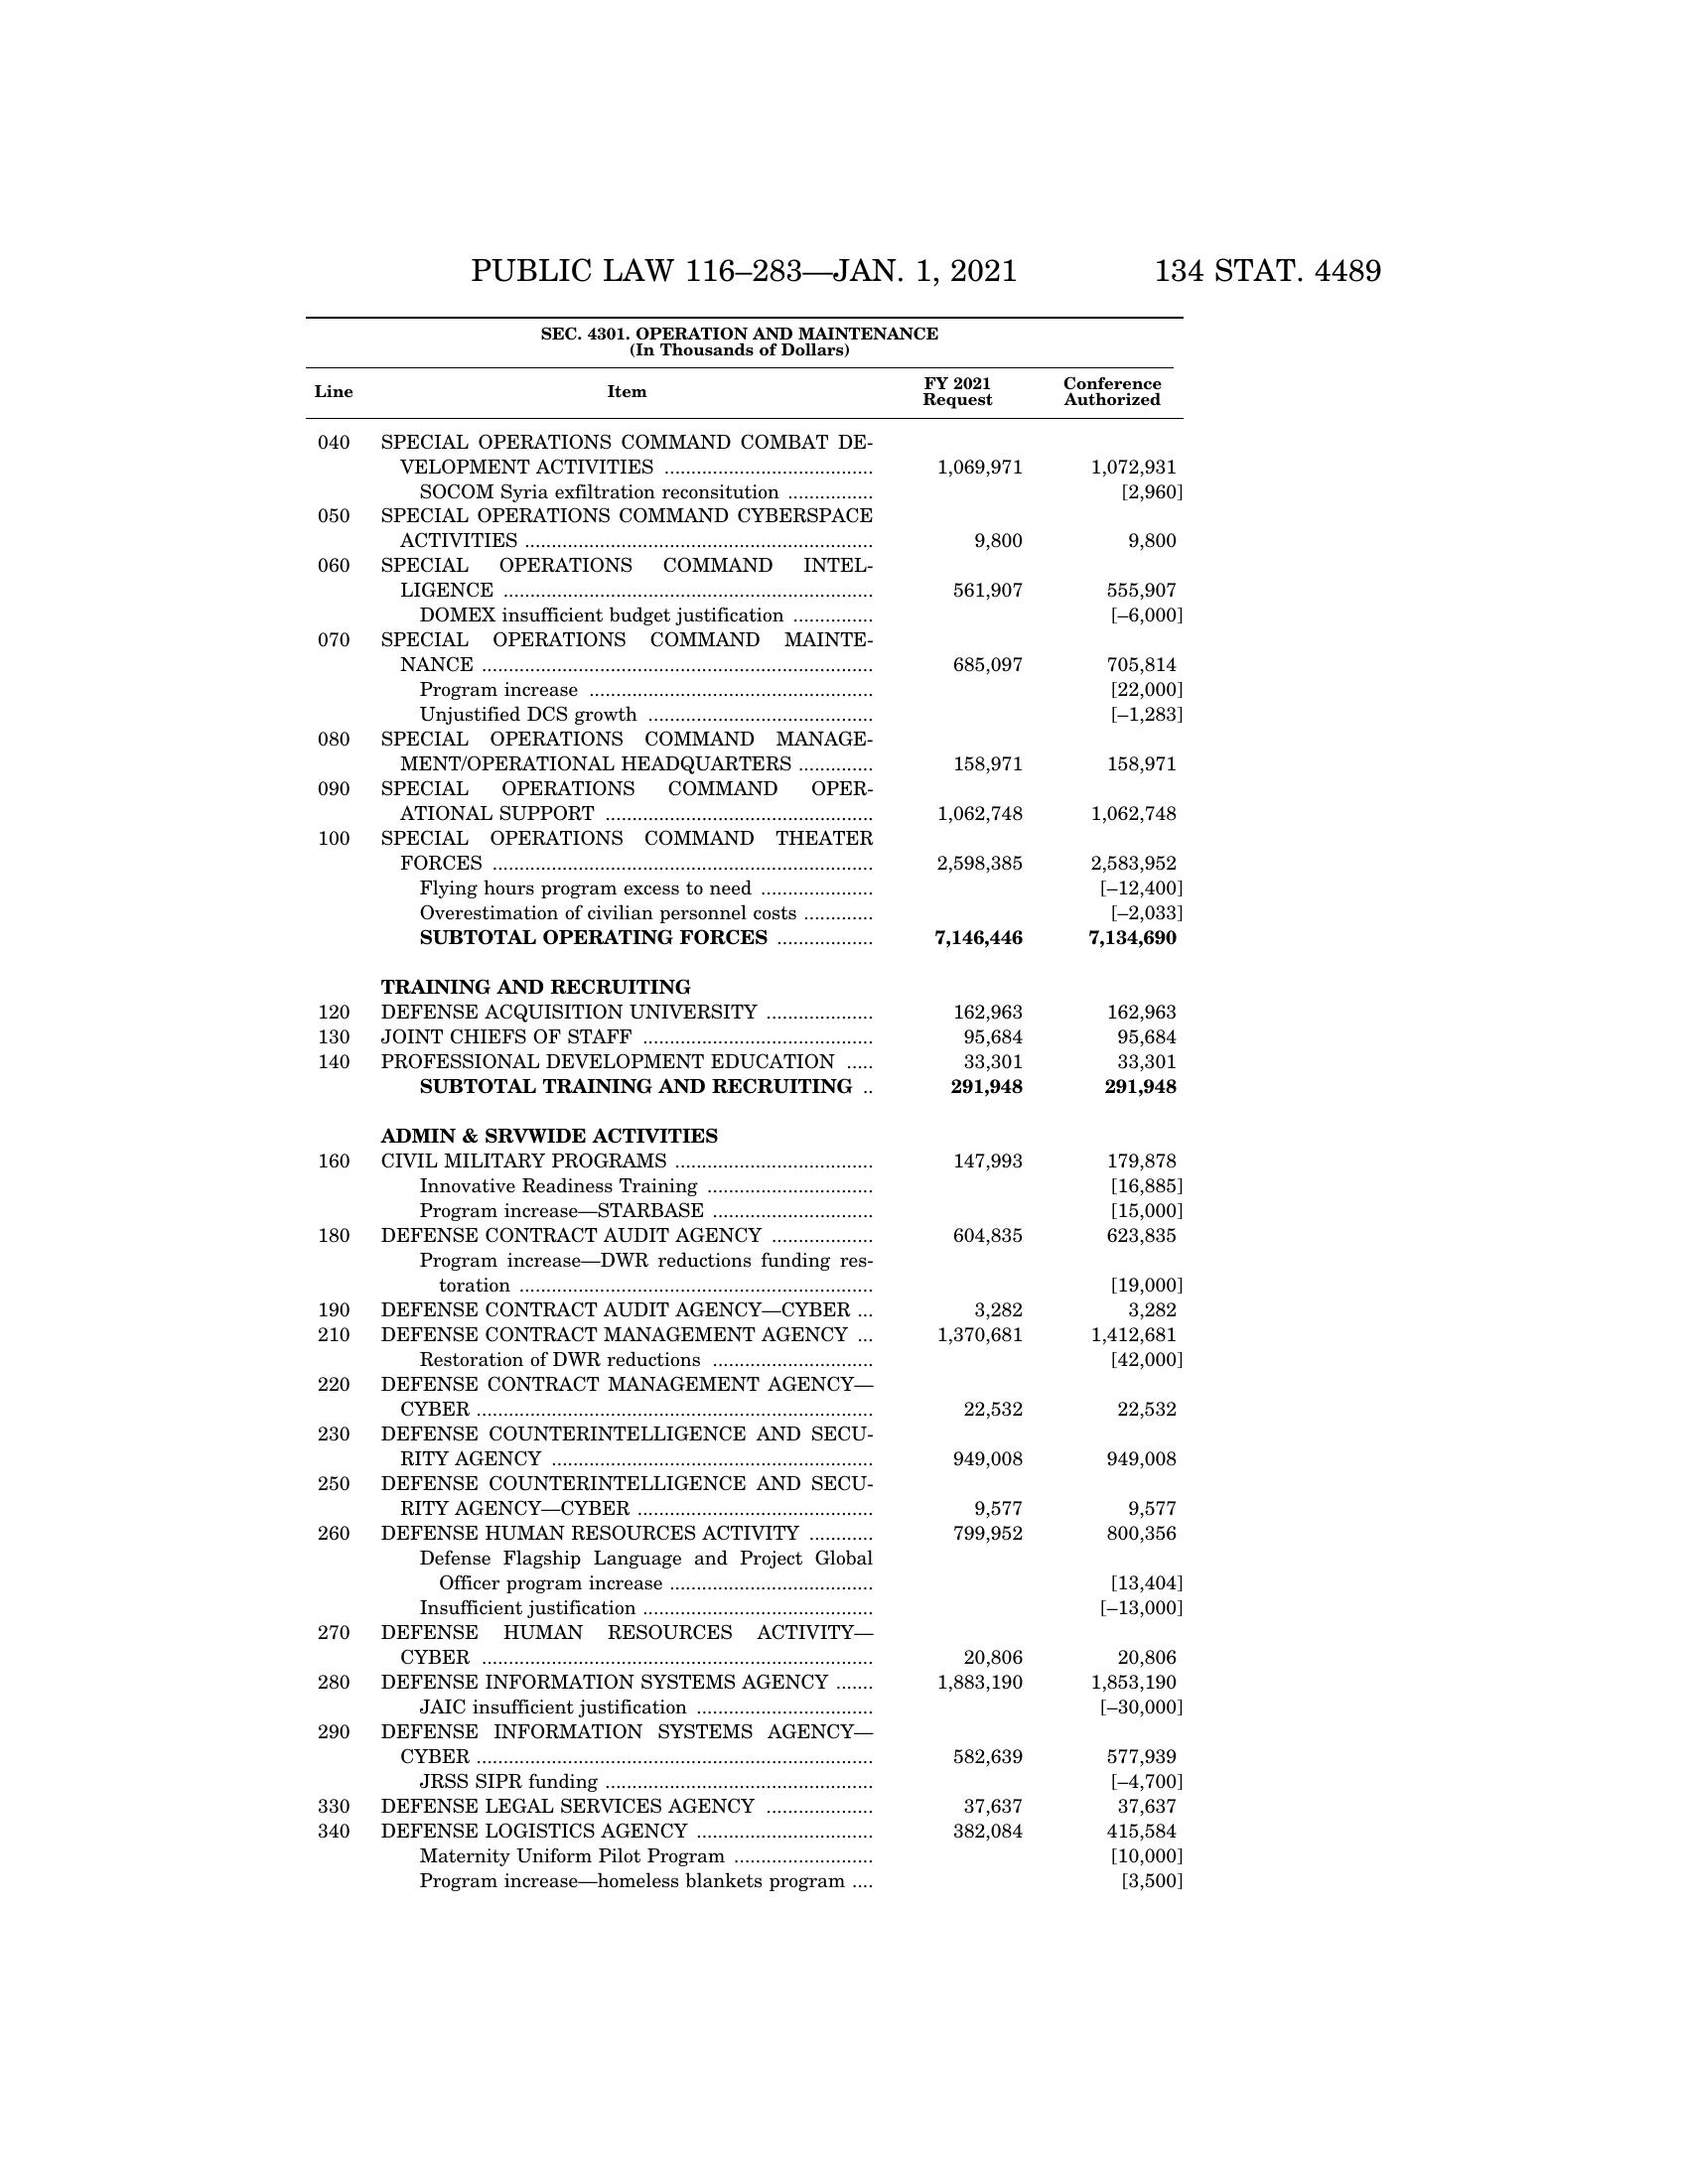 PUBLIC LAW 116–283—JAN. 1, 2021 134 STAT. 4489
SEC. 4301. OPERATION AND MAINTENANCE
(In Thousands of Dollars)
Line Item FY 2021 Request Conference Authorized
040 SPECIAL OPERATIONS COMMAND COMBAT DE-
VELOPMENT ACTIVITIES ........................................ 1,069,971 1,072,931
SOCOM Syria exfiltration reconsitution ................ [2,960]
050 SPECIAL OPERATIONS COMMAND CYBERSPACE
ACTIVITIES .................................................................. 9,800 9,800
060 SPECIAL OPERATIONS COMMAND INTEL-
LIGENCE ...................................................................... 561,907 555,907
DOMEX insufficient budget justification ............... [–6,000]
070 SPECIAL OPERATIONS COMMAND MAINTE-
NANCE .......................................................................... 685,097 705,814
Program increase ...................................................... [22,000]
Unjustified DCS growth ........................................... [–1,283]
080 SPECIAL OPERATIONS COMMAND MANAGE-
MENT/OPERATIONAL HEADQUARTERS .............. 158,971 158,971
090 SPECIAL OPERATIONS COMMAND OPER-
ATIONAL SUPPORT ................................................... 1,062,748 1,062,748
100 SPECIAL OPERATIONS COMMAND THEATER
FORCES ........................................................................ 2,598,385 2,583,952
Flying hours program excess to need ..................... [–12,400]
Overestimation of civilian personnel costs ............. [–2,033]
SUBTOTAL OPERATING FORCES .................. 7,146,446 7,134,690
TRAINING AND RECRUITING
120 DEFENSE ACQUISITION UNIVERSITY .................... 162,963 162,963
130 JOINT CHIEFS OF STAFF ............................................ 95,684 95,684
140 PROFESSIONAL DEVELOPMENT EDUCATION ..... 33,301 33,301
SUBTOTAL TRAINING AND RECRUITING .. 291,948 291,948
ADMIN & SRVWIDE ACTIVITIES
160 CIVIL MILITARY PROGRAMS ...................................... 147,993 179,878
Innovative Readiness Training ................................ [16,885]
Program increase—STARBASE ............................... [15,000]
180 DEFENSE CONTRACT AUDIT AGENCY ................... 604,835 623,835
Program increase—DWR reductions funding res-
toration ................................................................... [19,000]
190 DEFENSE CONTRACT AUDIT AGENCY—CYBER ... 3,282 3,282
210 DEFENSE CONTRACT MANAGEMENT AGENCY ... 1,370,681 1,412,681
Restoration of DWR reductions ............................... [42,000]
220 DEFENSE CONTRACT MANAGEMENT AGENCY—
CYBER ........................................................................... 22,532 22,532
230 DEFENSE COUNTERINTELLIGENCE AND SECU-
RITY AGENCY ............................................................. 949,008 949,008
250 DEFENSE COUNTERINTELLIGENCE AND SECU-
RITY AGENCY—CYBER ............................................. 9,577 9,577
260 DEFENSE HUMAN RESOURCES ACTIVITY ............ 799,952 800,356
Defense Flagship Language and Project Global
Officer program increase ....................................... [13,404]
Insufficient justification ............................................ [–13,000]
270 DEFENSE HUMAN RESOURCES ACTIVITY—
CYBER .......................................................................... 20,806 20,806
280 DEFENSE INFORMATION SYSTEMS AGENCY ....... 1,883,190 1,853,190
JAIC insufficient justification .................................. [–30,000]
290 DEFENSE INFORMATION SYSTEMS AGENCY—
CYBER ........................................................................... 582,639 577,939
JRSS SIPR funding ................................................... [–4,700]
330 DEFENSE LEGAL SERVICES AGENCY .................... 37,637 37,637
340 DEFENSE LOGISTICS AGENCY .................................. 382,084 415,584
Maternity Uniform Pilot Program .......................... [10,000]
Program increase—homeless blankets program .... [3,500]